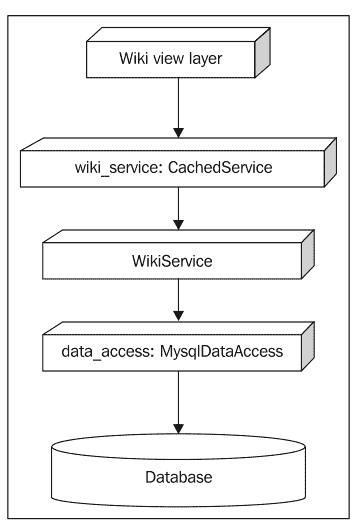 Wiki view layer
wiki_service: CachedService
WikiService
data_access: MysqlDataAccess
Database